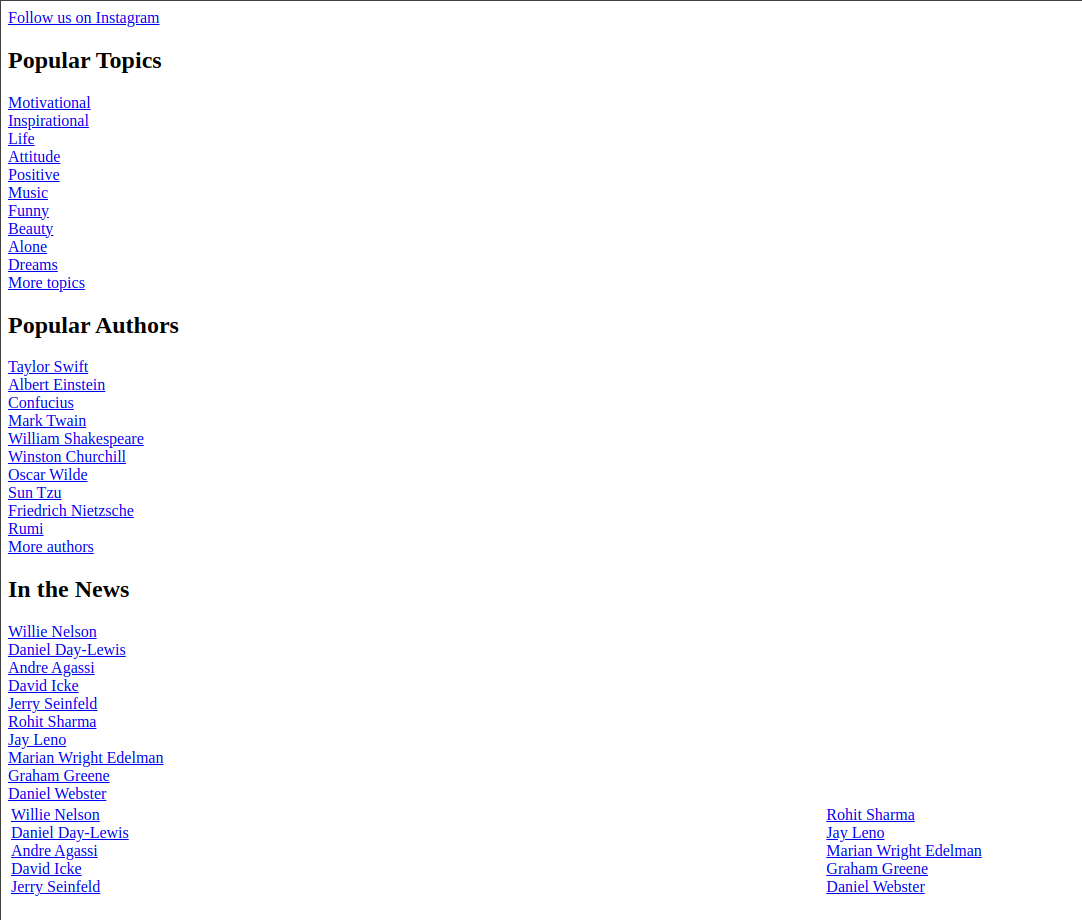 Follow us on Instagram
Popular Topics
Motivational
Inspirational
Life
Attitude
Positive
Music
Funny
Beauty
Alone
Dreams
More topics
Popular Authors
Taylor Swift
Albert Einstein
Confucius
Mark Twain
William Shakespeare
Winston Churchill
Oscar Wilde
Sun Tzu
Friedrich Nietzsche
Rumi
More authors
In the News
Willie Nelson
Daniel Day-Lewis
Andre Agassi
David Icke
Jerry Seinfeld
Rohit Sharma
Jay Leno
Marian Wright Edelman
Graham Greene
Daniel Webster
Willie Nelson
Daniel Day-Lewis
Andre Agassi
David Icke
Jerry Seinfeld
Rohit Sharma
Jay Leno
Marian Wright Edelman
Graham Greene
Daniel Webster